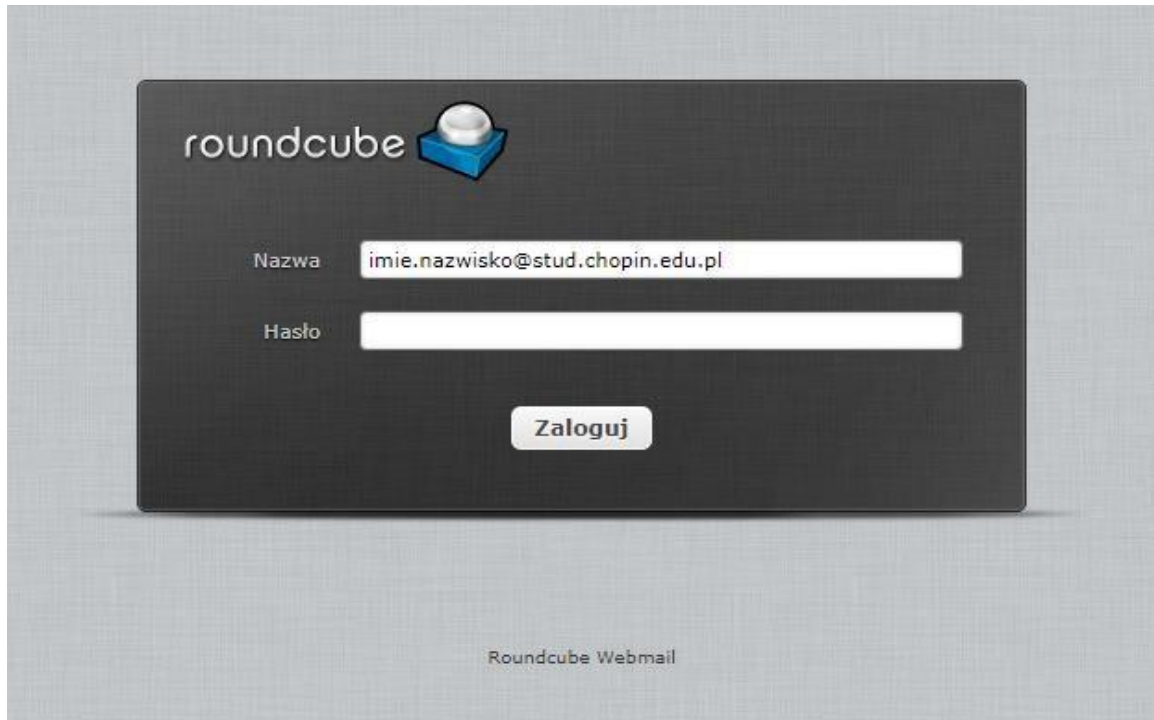 roundcube
Nazwa imie.nazwisko@stud.chopin.edu.pl
Hasło
Zaloguj
Roundcube Webmail